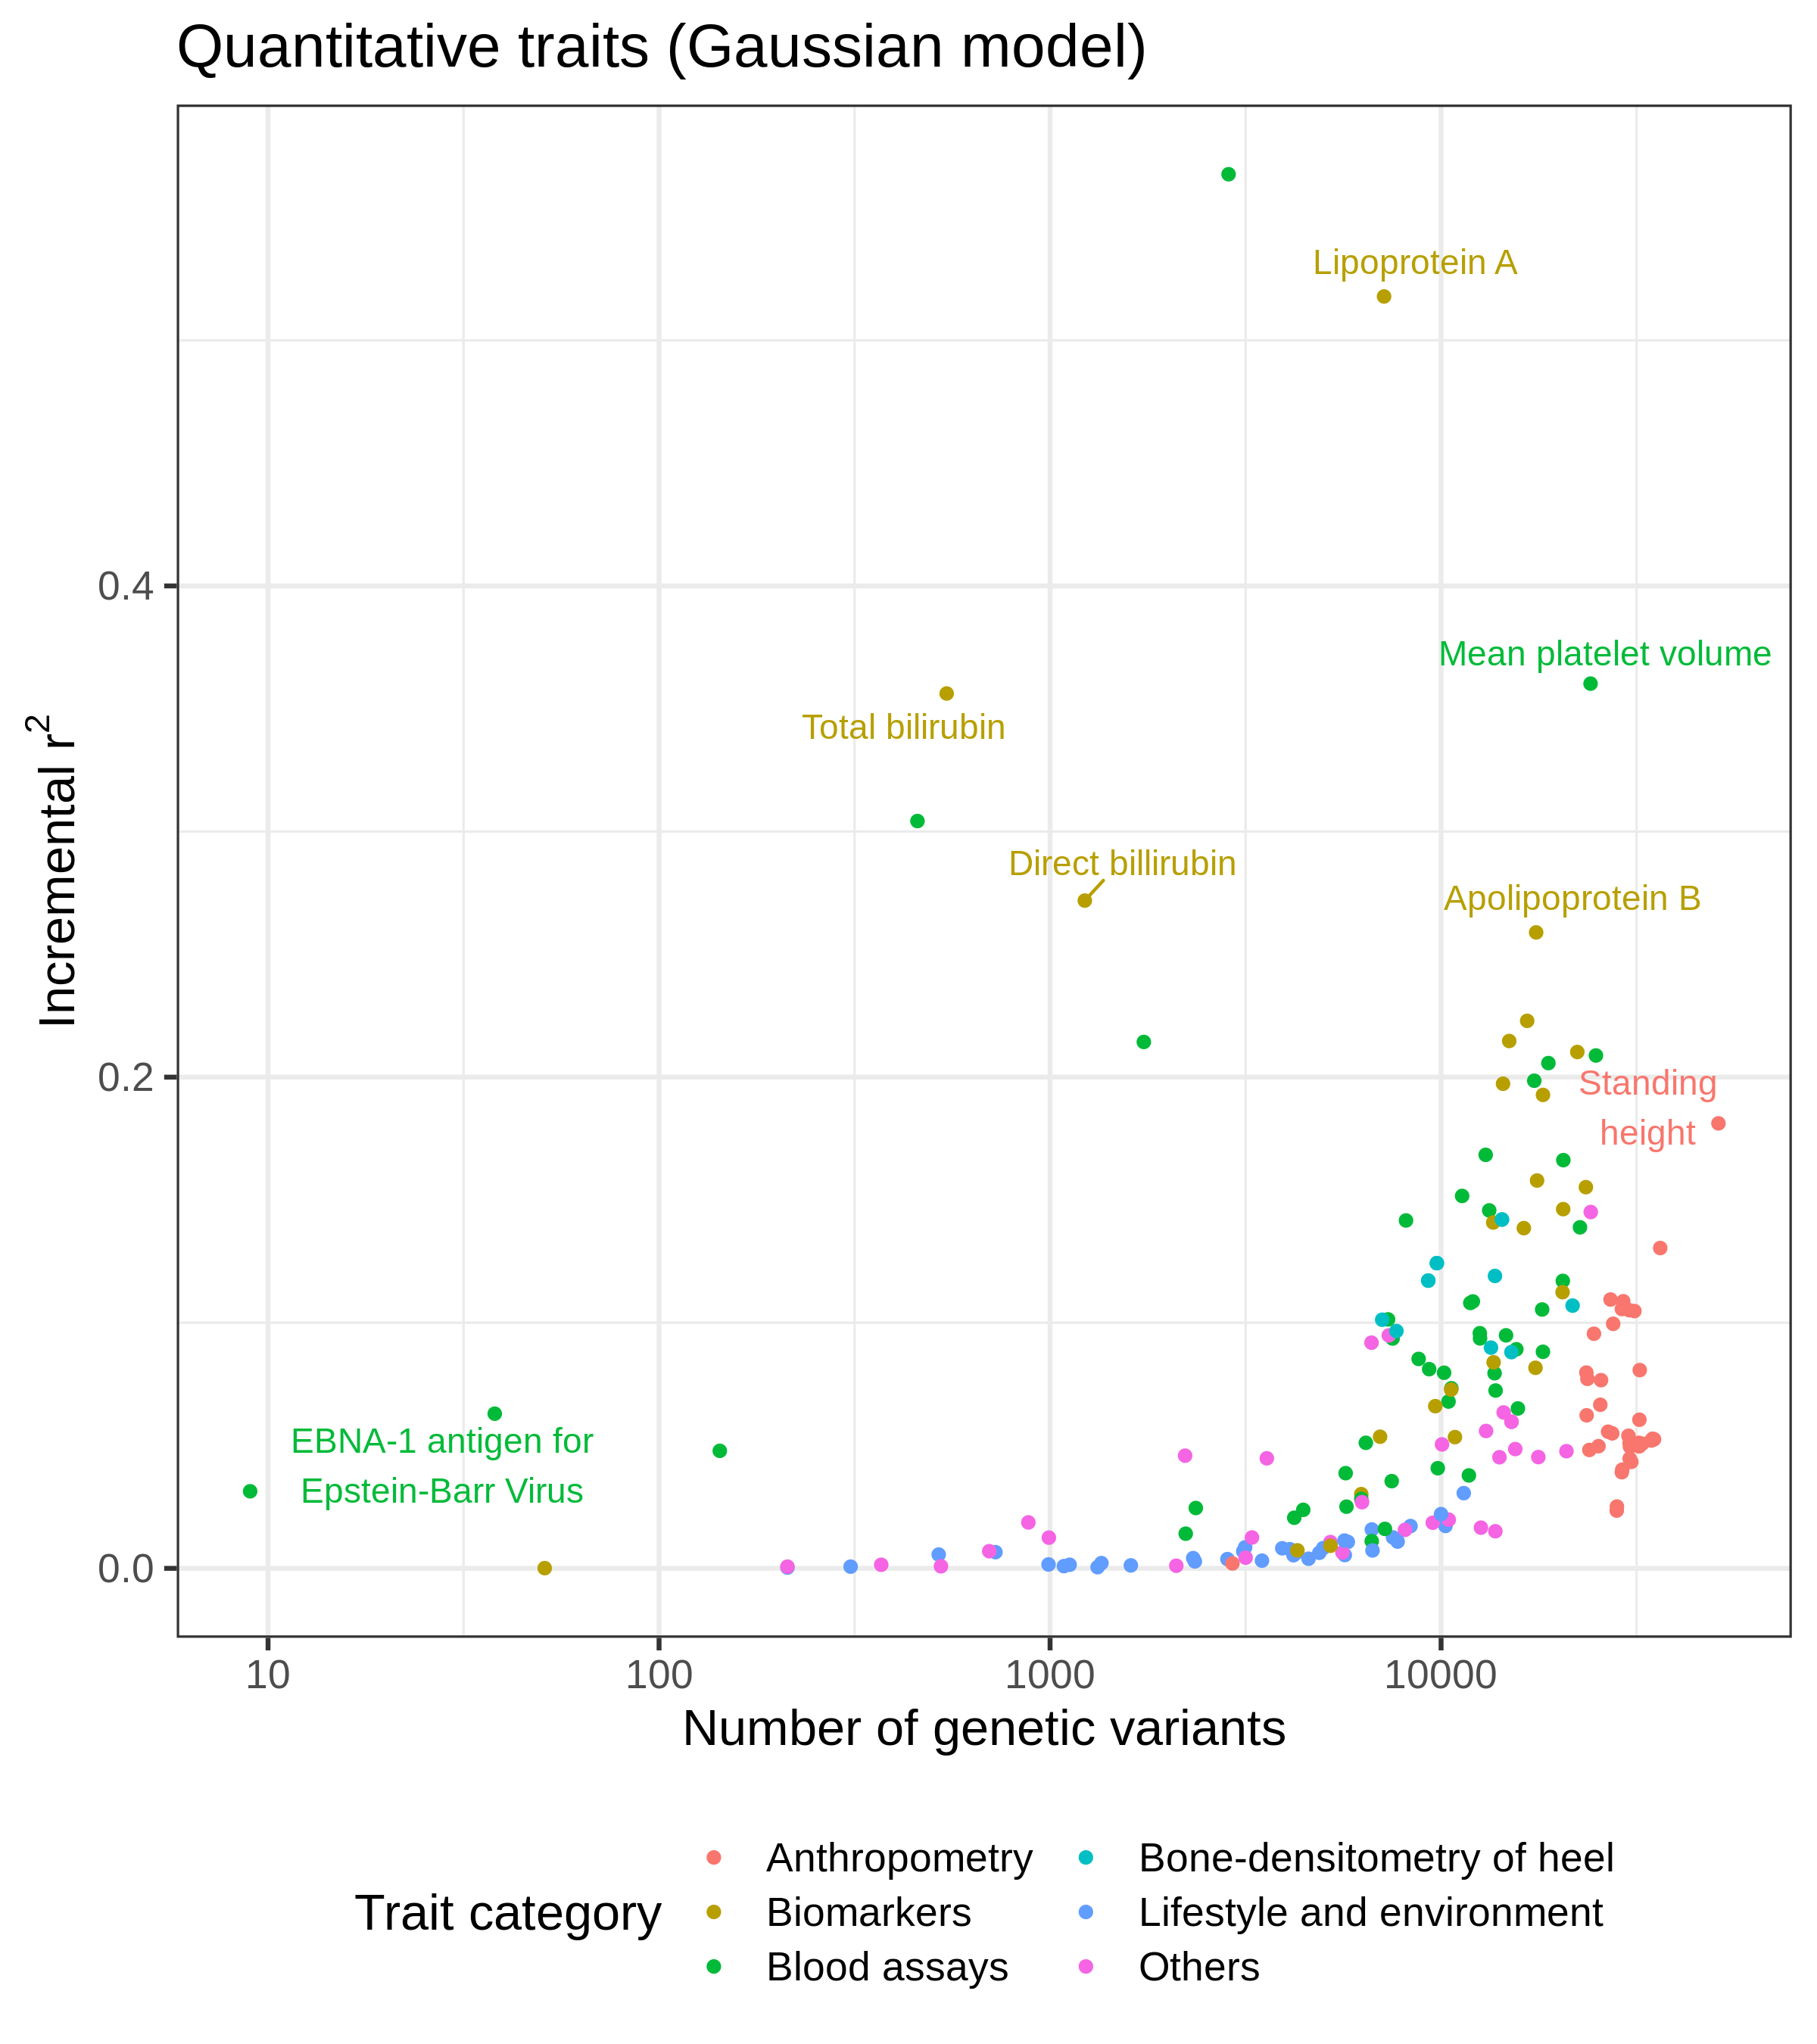 Quantitative traits (Gaussian model)
Lipoprotein A
0.4
Mean platelet volume
Total bilirubin
Incremental r²
Direct billirubin
Apolipoprotein B
0.2
Standing
height
EBNA-1 antigen for
Epstein-Barr Virus
0.0
10 100 1000 10000
Number of genetic variants
Trait category
Anthropometry
Biomarkers
Blood assays
Bone-densitometry of heel
Lifestyle and environment
Others